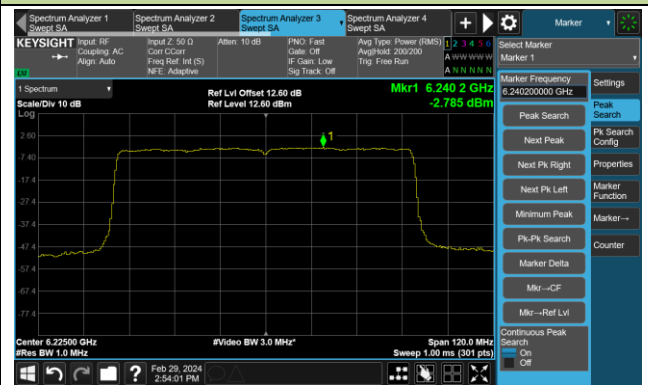 Spectrum Analyzer 1
Swept SA
Spectrum Analyzer 2
Swept SA
Spectrum Analyzer 3
Swept SA
Spectrum Analyzer 4
Swept SA
+
Marker
KEYSIGHT
Input: RF
Coupling: AC
Align: Auto
Input Z: 50 Ω
Corr CCorr
Freq Ref: Int (S)
NFE: Adaptive
Atten: 10 dB
PNO: Fast
Gate: Off
IF Gain: Low
Sig Track: Off
Avg Type: Power (RMS)
Avg|Hold: 200/200
Trig: Free Run
1 2 3 4 5 6
A W W W W W
A N N N N N
Select Marker
Marker 1
1 Spectrum
Scale/Div 10 dB
Log
Ref Lvl Offset 12.60 dB
Ref Level 12.60 dBm
Mkr1 6.240 2 GHz
-2.785 dBm
1
2.60
-7.40
-17.4
-27.4
-37.4
-47.4
-57.4
-67.4
-77.4
Center 6.22500 GHz
#Res BW 1.0 MHz
#Video BW 3.0 MHz*
Span 120.0 MHz
Sweep 1.00 ms (301 pts)
Marker Frequency
6.240200000 GHz
Peak Search
Next Peak
Next Pk Right
Next Pk Left
Minimum Peak
Pk-Pk Search
Marker Delta
Mkr→CF
Mkr→Ref Lvl
Continuous Peak
Search
On
Off
Settings
Peak
Search
Pk Search
Config
Properties
Marker
Function
Marker→
Counter
?
Feb 29, 2024
2:54:01 PM